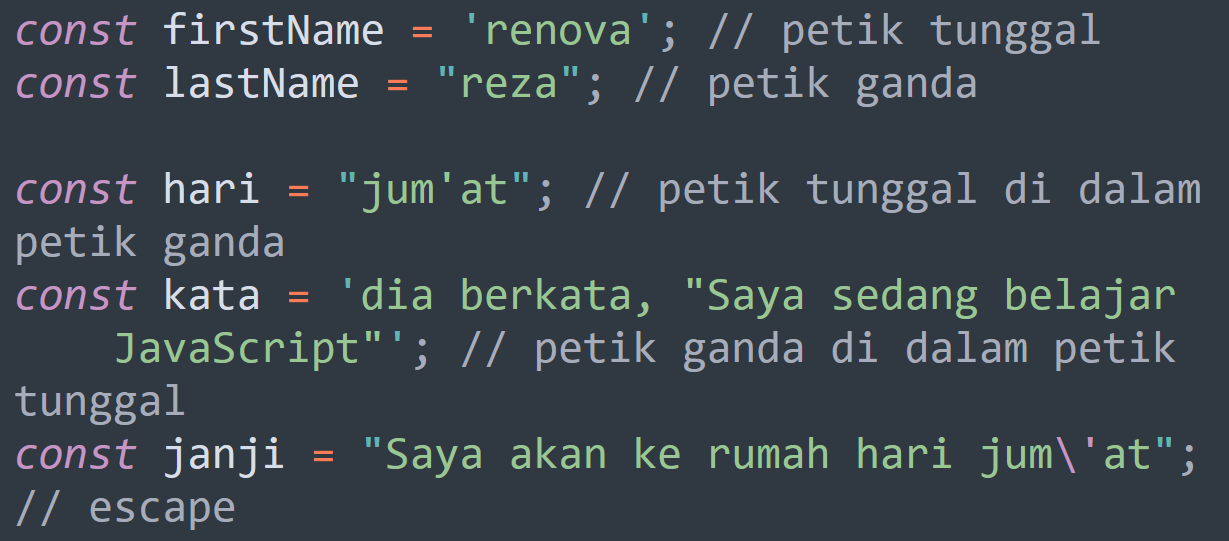 const firstName = 'renova'; // petik tunggal
const lastName = "reza"; // petik ganda
const hari = "jum'at"; // petik tunggal di dalam
petik ganda
const kata = 'dia berkata, "Saya sedang belajar
JavaScript"'; // petik ganda di dalam petik
tunggal
const janji = "Saya akan ke rumah hari jum\'at";
// escape